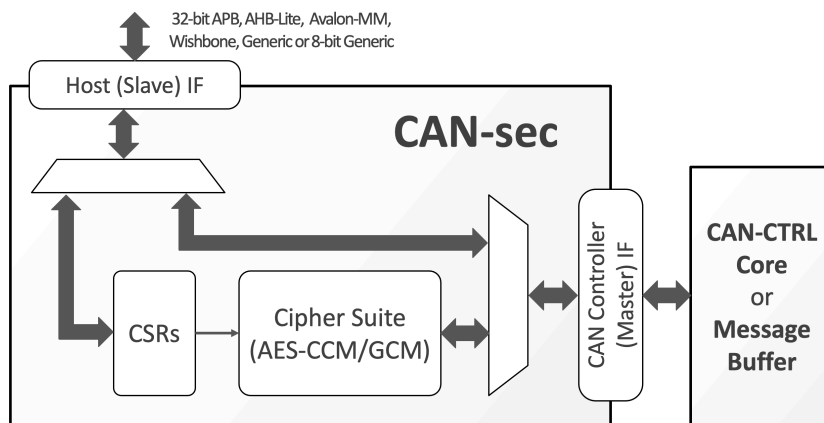 32-bit APB, AHB-Lite, Avalon-MM,
Wishbone, Generic or 8-bit Generic
Host (Slave) IF
CAN-sec
CSRs
Cipher Suite
(AES-CCM/GCM)
CAN Controller
(Master) IF
CAN-CTRL
Core
or
Message
Buffer